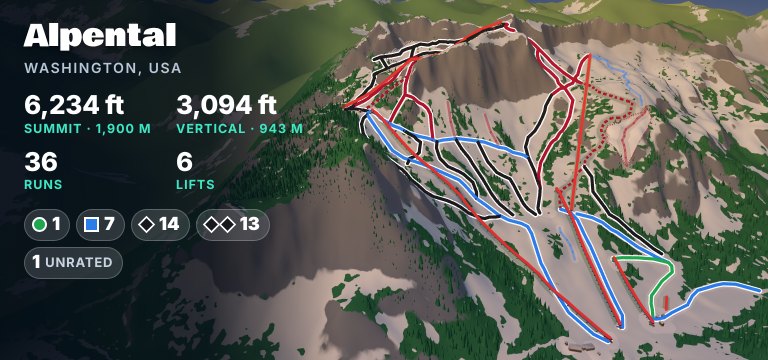 Alpental
WASHINGTON, USA
6,234 ft 3,094 ft
SUMMIT · 1,900 M VERTICAL · 943 M
36 6
RUNS LIFTS
1 7 14 13
1 UNRATED